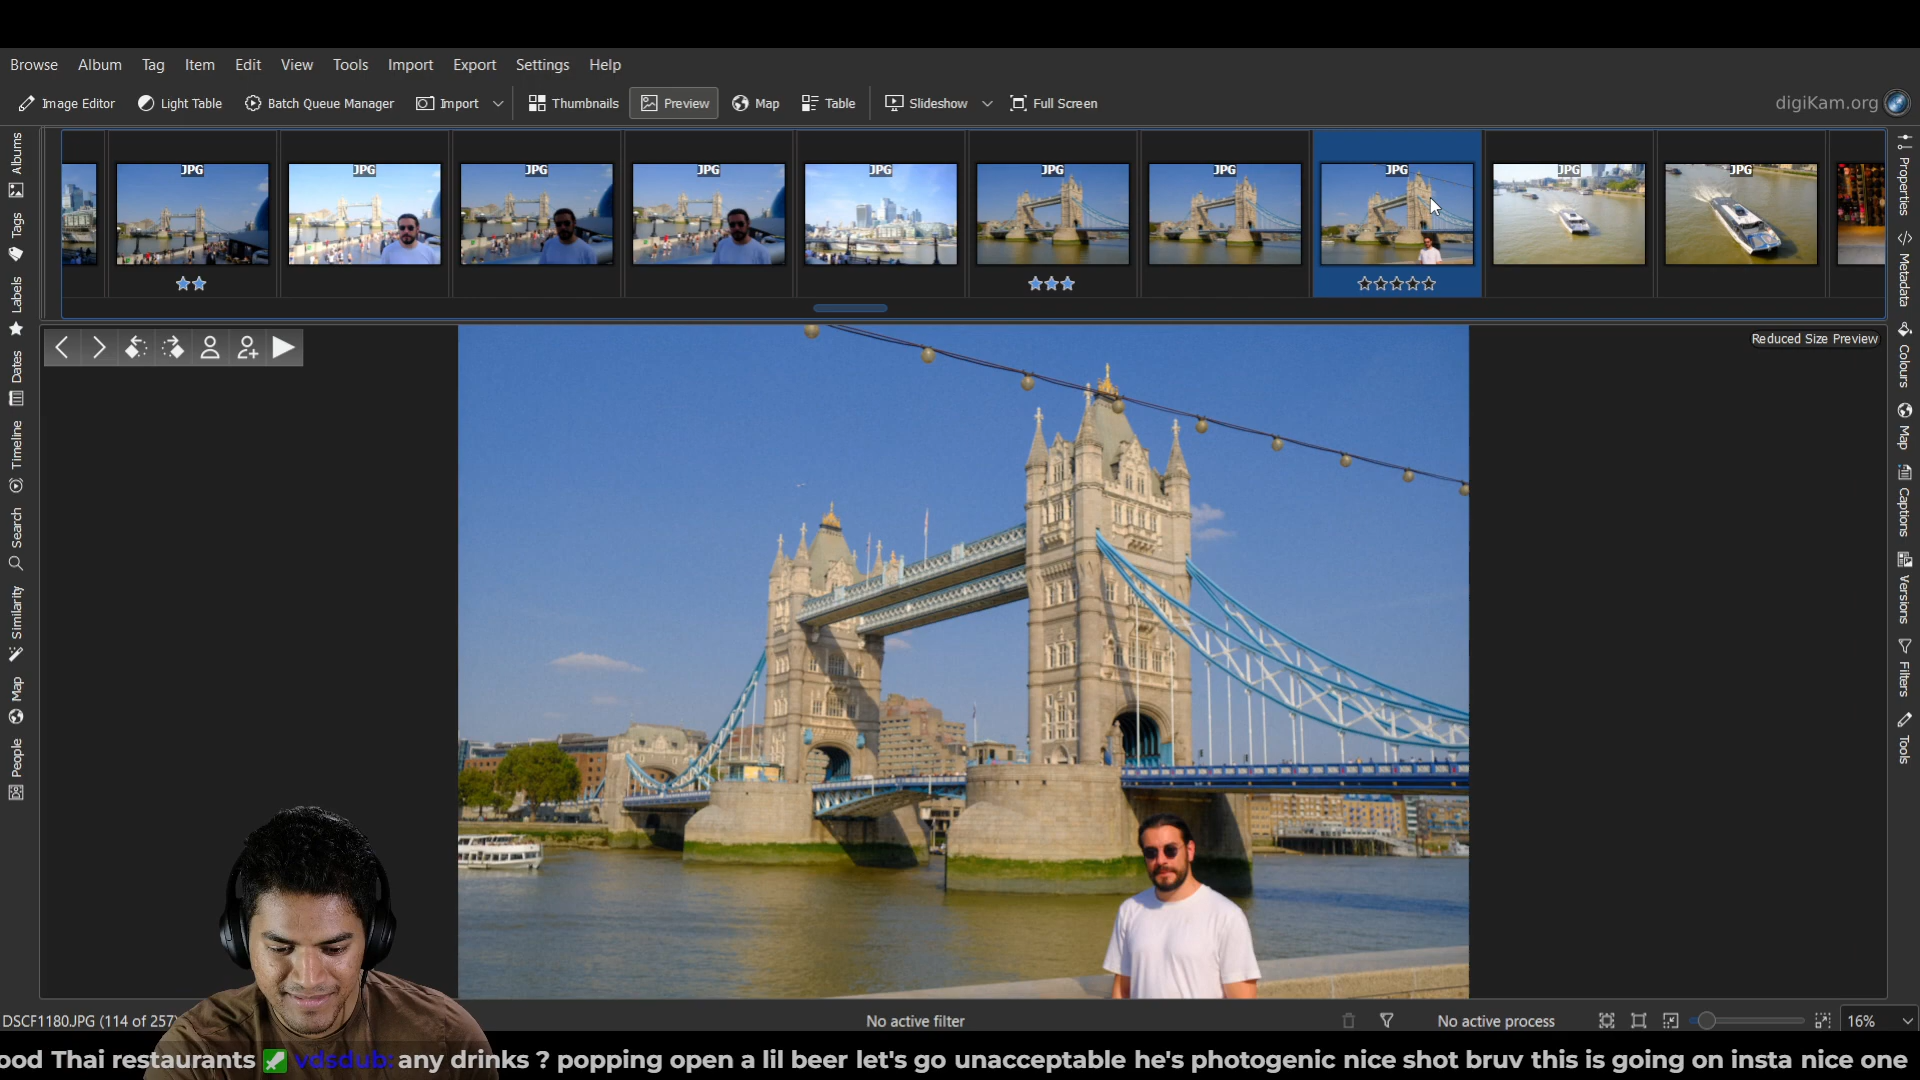 Browse Album Tag Item Edit View Tools Import Export Settings Help
Image Editor Light Table Batch Queue Manager Import Thumbnails Preview Map Table Slideshow Full Screen digiKam.org
JPG JPG JPG JPG JPG JPG JPG JPG JPG JPG
Albums
Tags
Labels
Dates
Timeline
Search
Similarity
Map
People
Reduced Size Preview
Properties
Metadata
Colours
Map
Captions
Versions
Filters
Tools
DSCF1180.JPG (114 of 257) No active filter No active process 16%
ood Thai restaurants vdsdub: any drinks ? popping open a lil beer let's go unacceptable he's photogenic nice shot bruv this is going on insta nice one